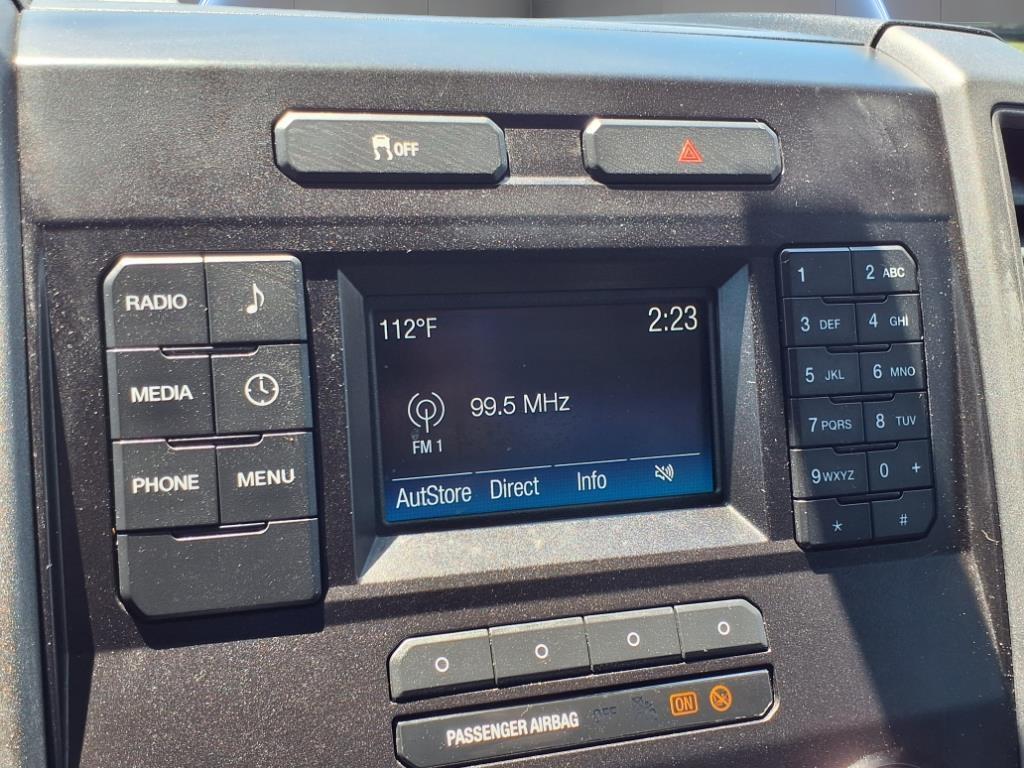 OFF
RADIO
MEDIA
PHONE MENU
112°F 2:23
99.5 MHz
FM 1
AutStore Direct Info
1 2 ABC
3 DEF 4 GHI
5 JKL 6 MNO
7 PQRS 8 TUV
9 WXYZ 0 +
* #
PASSENGER AIRBAG OFF ON